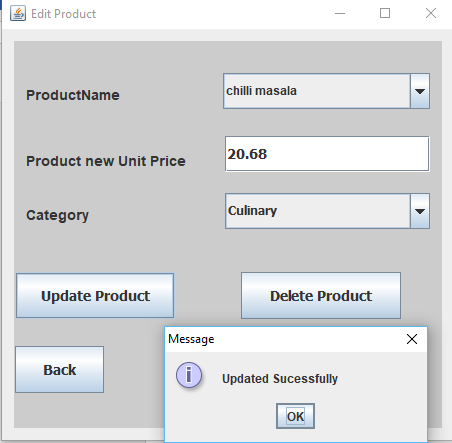 Edit Product
ProductName
chilli masala
Product new Unit Price
20.68
Category
Culinary
Update Product
Delete Product
Back
Message
Updated Sucessfully
OK